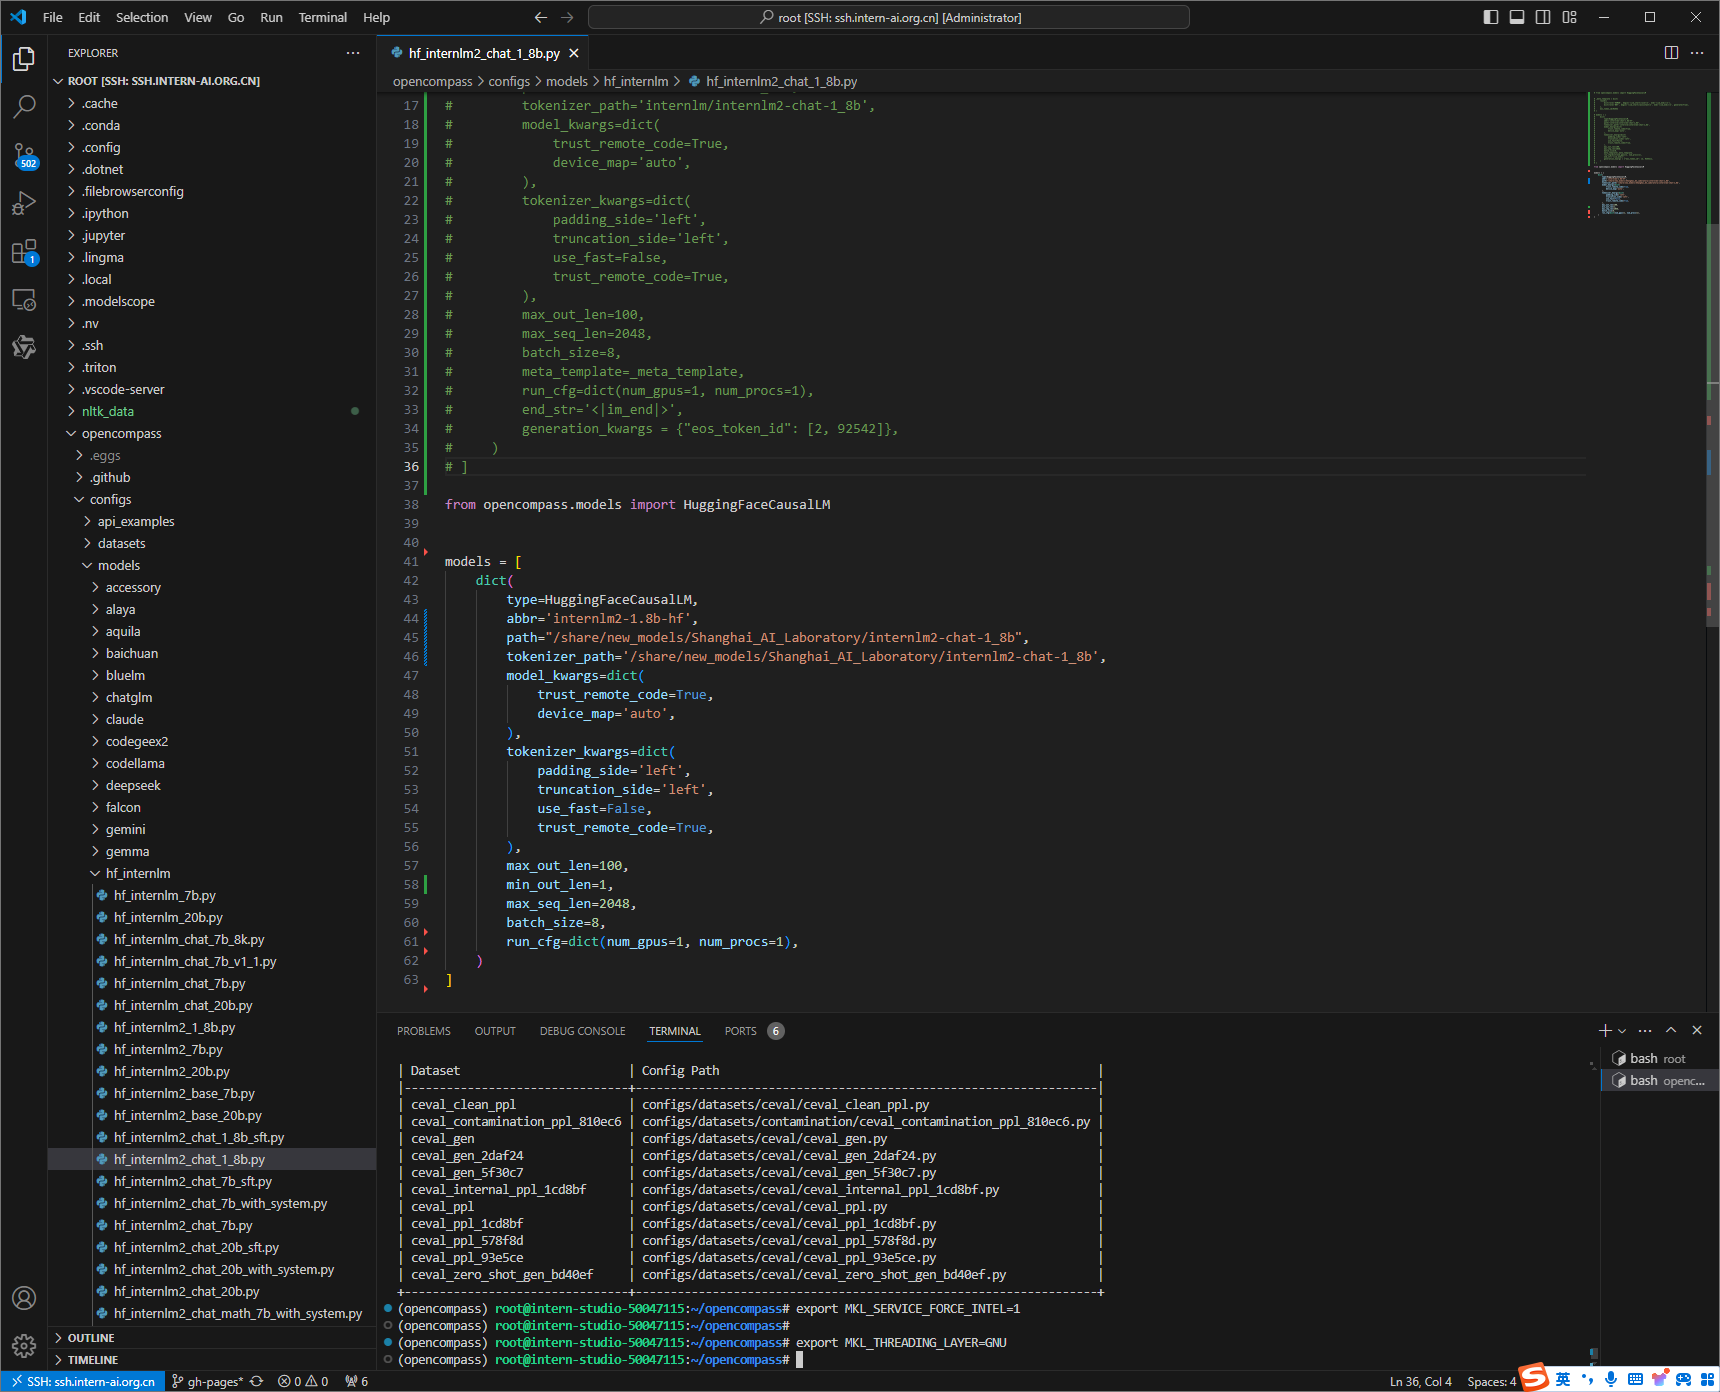 File Edit Selection View Go Run Terminal Help
root [SSH: ssh.intern-ai.org.cn] [Administrator]
EXPLORER
ROOT [SSH: SSH.INTERN-AI.ORG.CN]
.cache
.conda
.config
.dotnet
.filebrowserconfig
.ipython
.jupyter
.lingma
.local
.modelscope
.nv
.ssh
.triton
.vscode-server
nltk_data
opencompass
.eggs
.github
configs
api_examples
datasets
models
accessory
alaya
aquila
baichuan
bluelm
chatglm
claude
codegeex2
codellama
deepseek
falcon
gemini
gemma
hf_internlm
hf_internlm_7b.py
hf_internlm_20b.py
hf_internlm_chat_7b_8k.py
hf_internlm_chat_7b_v1_1.py
hf_internlm_chat_7b.py
hf_internlm_chat_20b.py
hf_internlm2_1_8b.py
hf_internlm2_7b.py
hf_internlm2_20b.py
hf_internlm2_base_7b.py
hf_internlm2_base_20b.py
hf_internlm2_chat_1_8b_sft.py
hf_internlm2_chat_1_8b.py
hf_internlm2_chat_7b_sft.py
hf_internlm2_chat_7b_with_system.py
hf_internlm2_chat_7b.py
hf_internlm2_chat_20b_sft.py
hf_internlm2_chat_20b_with_system.py
hf_internlm2_chat_20b.py
hf_internlm2_chat_math_7b_with_system.py
OUTLINE
TIMELINE
502
1
hf_internlm2_chat_1_8b.py
opencompass > configs > models > hf_internlm > hf_internlm2_chat_1_8b.py
17 # tokenizer_path='internlm/internlm2-chat-1_8b',
18 # model_kwargs=dict(
19 # trust_remote_code=True,
20 # device_map='auto',
21 # ),
22 # tokenizer_kwargs=dict(
23 # padding_side='left',
24 # truncation_side='left',
25 # use_fast=False,
26 # trust_remote_code=True,
27 # ),
28 # max_out_len=100,
29 # max_seq_len=2048,
30 # batch_size=8,
31 # meta_template=_meta_template,
32 # run_cfg=dict(num_gpus=1, num_procs=1),
33 # end_str='<|im_end|>',
34 # generation_kwargs = {"eos_token_id": [2, 92542]},
35 # )
36 # ]
37
38 from opencompass.models import HuggingFaceCausalLM
39
40
41 models = [
42 dict(
43 type=HuggingFaceCausalLM,
44 abbr='internlm2-1.8b-hf',
45 path="/share/new_models/Shanghai_AI_Laboratory/internlm2-chat-1_8b",
46 tokenizer_path='/share/new_models/Shanghai_AI_Laboratory/internlm2-chat-1_8b',
47 model_kwargs=dict(
48 trust_remote_code=True,
49 device_map='auto',
50 ),
51 tokenizer_kwargs=dict(
52 padding_side='left',
53 truncation_side='left',
54 use_fast=False,
55 trust_remote_code=True,
56 ),
57 max_out_len=100,
58 min_out_len=1,
59 max_seq_len=2048,
60 batch_size=8,
61 run_cfg=dict(num_gpus=1, num_procs=1),
62 )
63 ]
PROBLEMS OUTPUT DEBUG CONSOLE TERMINAL PORTS 6
bash root
bash openc...
| Dataset | Config Path |
|-------------------------------+-------------------------------------------------------------|
| ceval_clean_ppl | configs/datasets/ceval/ceval_clean_ppl.py |
| ceval_contamination_ppl_810ec6 | configs/datasets/contamination/ceval_contamination_ppl_810ec6.py |
| ceval_gen | configs/datasets/ceval/ceval_gen.py |
| ceval_gen_2daf24 | configs/datasets/ceval/ceval_gen_2daf24.py |
| ceval_gen_5f30c7 | configs/datasets/ceval/ceval_gen_5f30c7.py |
| ceval_internal_ppl_1cd8bf | configs/datasets/ceval/ceval_internal_ppl_1cd8bf.py |
| ceval_ppl | configs/datasets/ceval/ceval_ppl.py |
| ceval_ppl_1cd8bf | configs/datasets/ceval/ceval_ppl_1cd8bf.py |
| ceval_ppl_578f8d | configs/datasets/ceval/ceval_ppl_578f8d.py |
| ceval_ppl_93e5ce | configs/datasets/ceval/ceval_ppl_93e5ce.py |
| ceval_zero_shot_gen_bd40ef | configs/datasets/ceval/ceval_zero_shot_gen_bd40ef.py |
+-------------------------------+-------------------------------------------------------------+
(opencompass) root@intern-studio-50047115:~/opencompass# export MKL_SERVICE_FORCE_INTEL=1
(opencompass) root@intern-studio-50047115:~/opencompass#
(opencompass) root@intern-studio-50047115:~/opencompass# export MKL_THREADING_LAYER=GNU
(opencompass) root@intern-studio-50047115:~/opencompass#
SSH: ssh.intern-ai.org.cn gh-pages* 0 0 6 Ln 36, Col 4 Spaces: 4 英